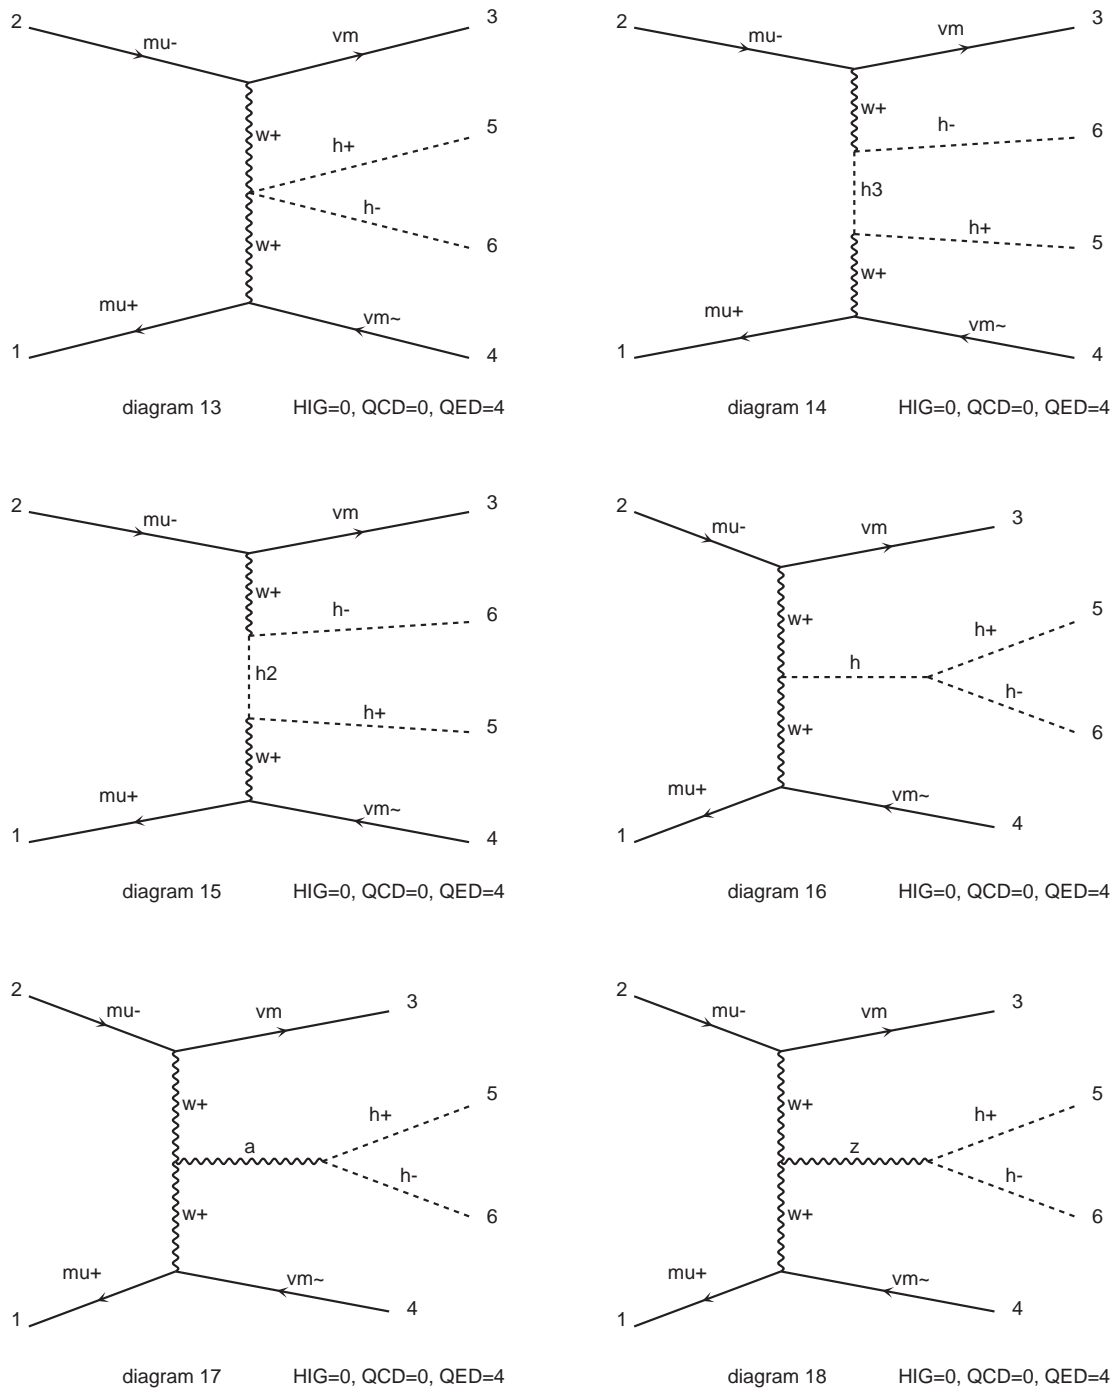 2
mu-
vm
3
w+
h+
5
h-
w+
6
mu+
vm~
1
4
diagram 13 HIG=0, QCD=0, QED=4
2
mu-
vm
3
w+
h-
6
h3
h+
5
w+
mu+
vm~
1
4
diagram 14 HIG=0, QCD=0, QED=4
2
mu-
vm
3
w+
h-
6
h2
h+
5
w+
mu+
vm~
1
4
diagram 15 HIG=0, QCD=0, QED=4
2
mu-
vm
3
w+
h+
5
h
h-
w+
6
mu+
vm~
1
4
diagram 16 HIG=0, QCD=0, QED=4
2
mu-
vm
3
w+
h+
5
a
h-
w+
6
mu+
vm~
1
4
diagram 17 HIG=0, QCD=0, QED=4
2
mu-
vm
3
w+
h+
5
z
h-
w+
6
mu+
vm~
1
4
diagram 18 HIG=0, QCD=0, QED=4